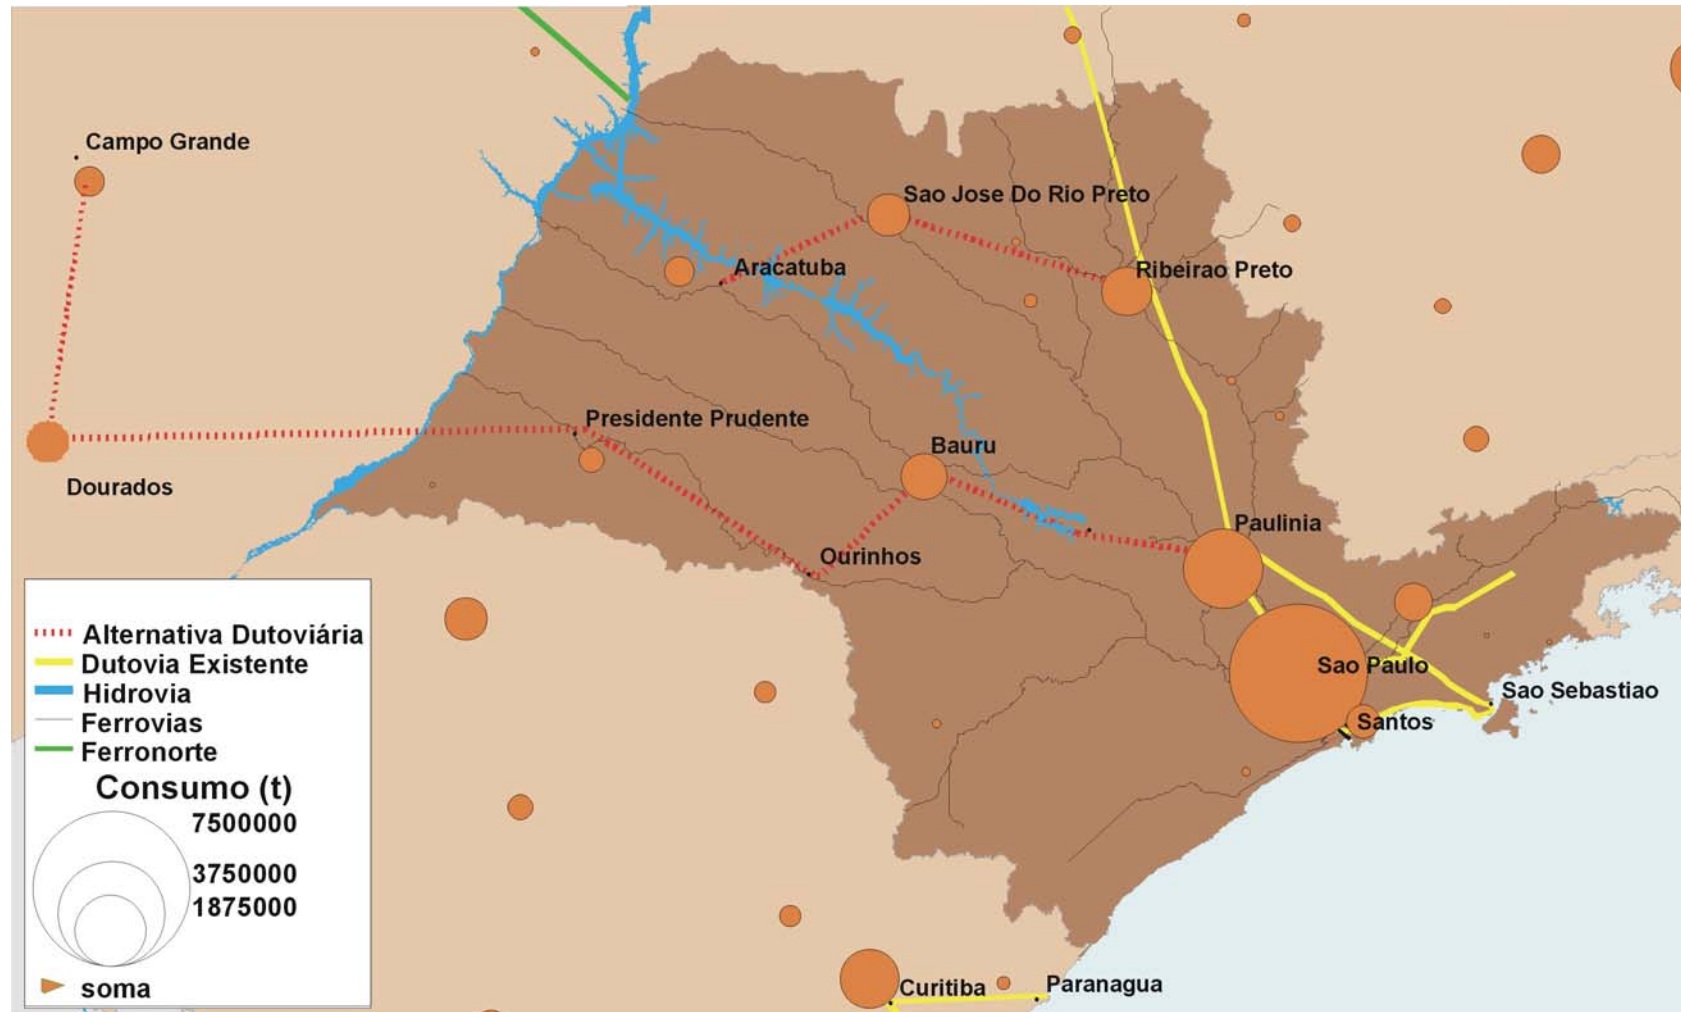 Campo Grande
Sao Jose Do Rio Preto
Aracatuba
Ribeirao Preto
Presidente Prudente
Bauru
Dourados
Paulinia
Ourinhos
Sao Paulo
Sao Sebastiao
Santos
Alternativa Dutoviária
Dutovia Existente
Hidrovia
Ferrovias
Ferronorte
Consumo (t)
7500000
3750000
1875000
soma
Curitiba
Paranagua